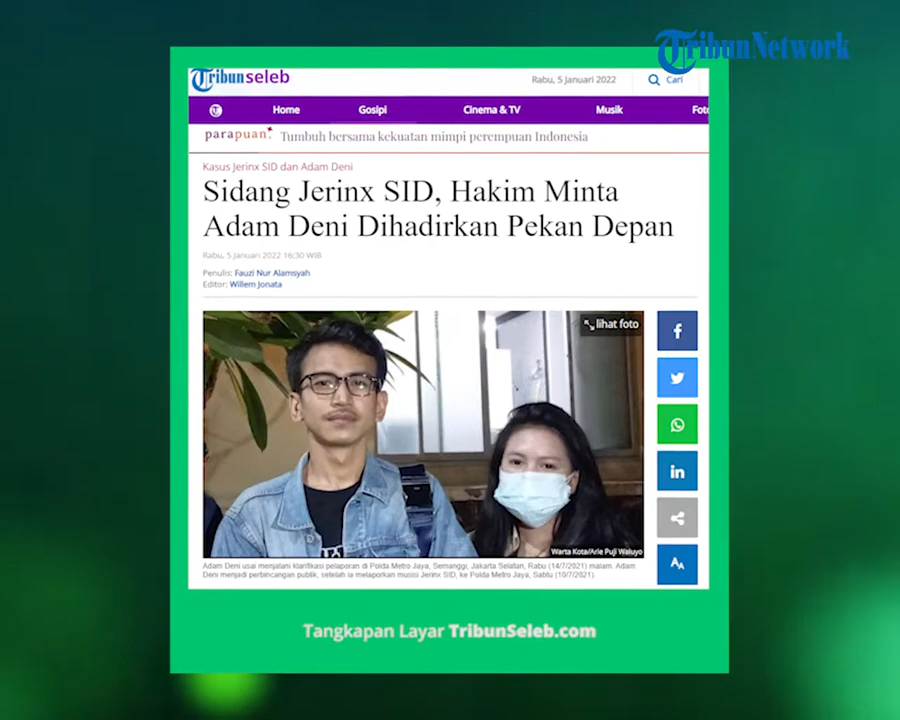 TribunNetwork
Tribunseleb
Rabu, 5 Januari 2022
Cari
Home Gosipi Cinema & TV Musik Foto
parapuan. Tumbuh bersama kekuatan mimpi perempuan Indonesia
Kasus Jerinx SID dan Adam Deni
Sidang Jerinx SID, Hakim Minta
Adam Deni Dihadirkan Pekan Depan
Rabu, 5 Januari 2022 16:30 WIB
Penulis: Fauzi Nur Alamsyah
Editor: Willem Jonata
lihat foto
Warta Kota/Arie Puji Waluyo
Adam Deni usai menjalani klarifikasi pelaporan di Polda Metro Jaya, Semanggi, Jakarta Selatan, Rabu (14/7/2021) malam. Adam
Deni menjadi perbincangan publik, setelah ia melaporkan musisi Jerinx SID, ke Polda Metro Jaya, Sabtu (10/7/2021).
Tangkapan Layar TribunSeleb.com